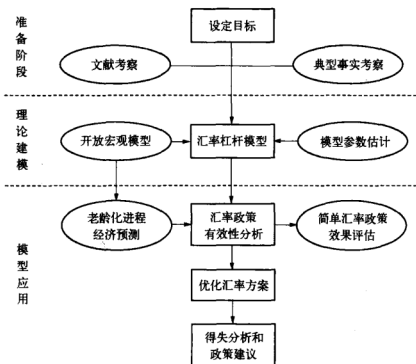 准备阶段
设定目标
文献考察
典型事实考察
理论建模
开放宏观模型
汇率杠杆模型
模型参数估计
模型应用
老龄化进程
经济预测
汇率政策
有效性分析
简单汇率政策
效果评估
优化汇率方案
得失分析和
政策建议